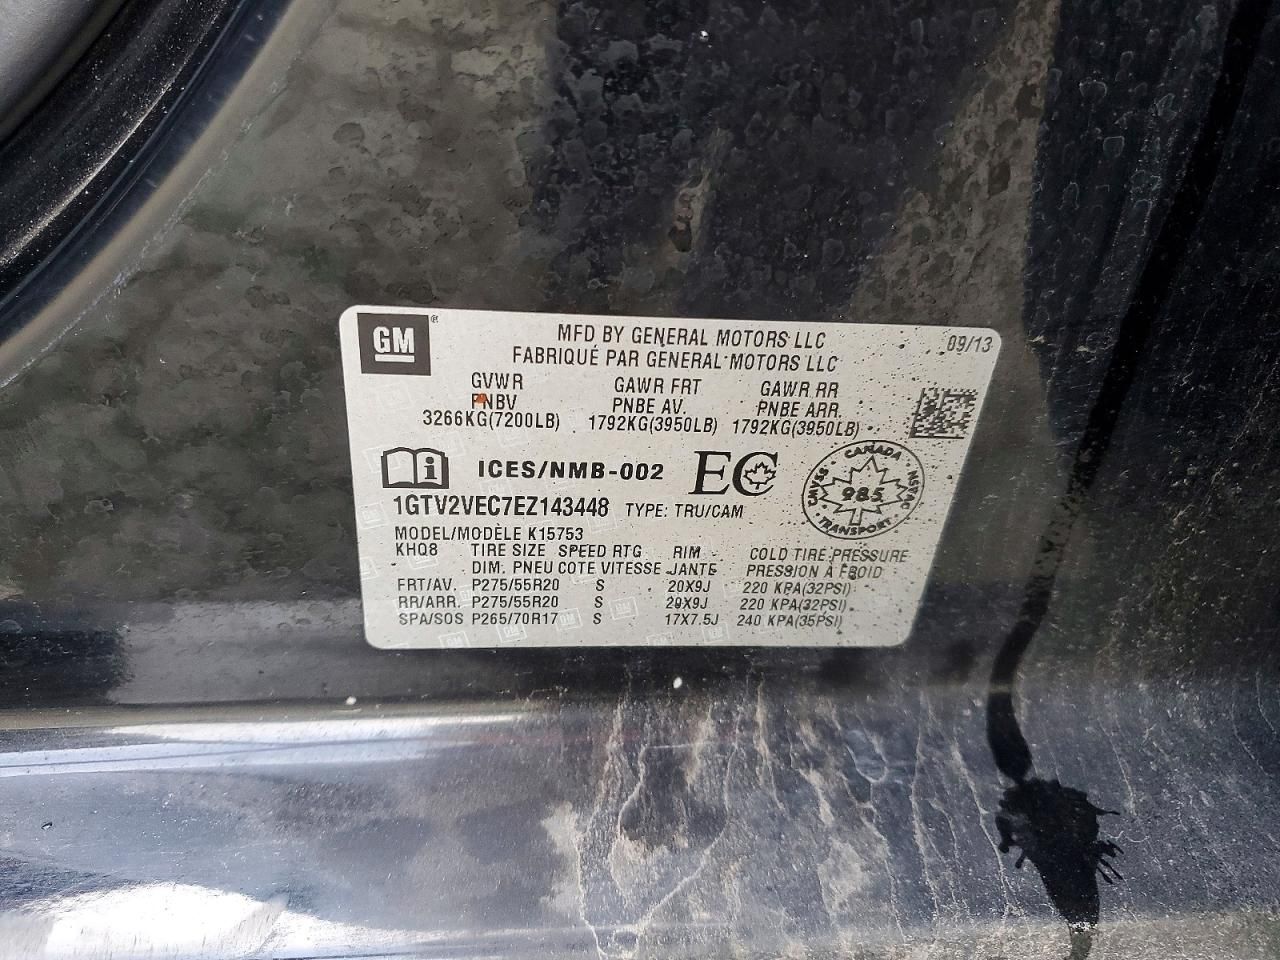 GM®
MFD BY GENERAL MOTORS LLC 09/13
FABRIQUÉ PAR GENERAL MOTORS LLC
GVWR GAWR FRT GAWR RR
PNBV PNBE AV. PNBE ARR.
3266KG(7200LB) 1792KG(3950LB) 1792KG(3950LB)
i ICES/NMB-002 EC
CANADA
NSVAC
TRANSPORT
SSVAC
985
1GTV2VEC7EZ143448 TYPE: TRU/CAM
MODEL/MODÈLE K15753
KHQ8 TIRE SIZE SPEED RTG RIM COLD TIRE PRESSURE
DIM. PNEU COTE VITESSE JANTE PRESSION À FROID
FRT/AV. P275/55R20 S 20X9J 220 KPA(32PSI)
RR/ARR. P275/55R20 S 20X9J 220 KPA(32PSI)
SPA/SOS P265/70R17 S 17X7.5J 240 KPA(35PSI)